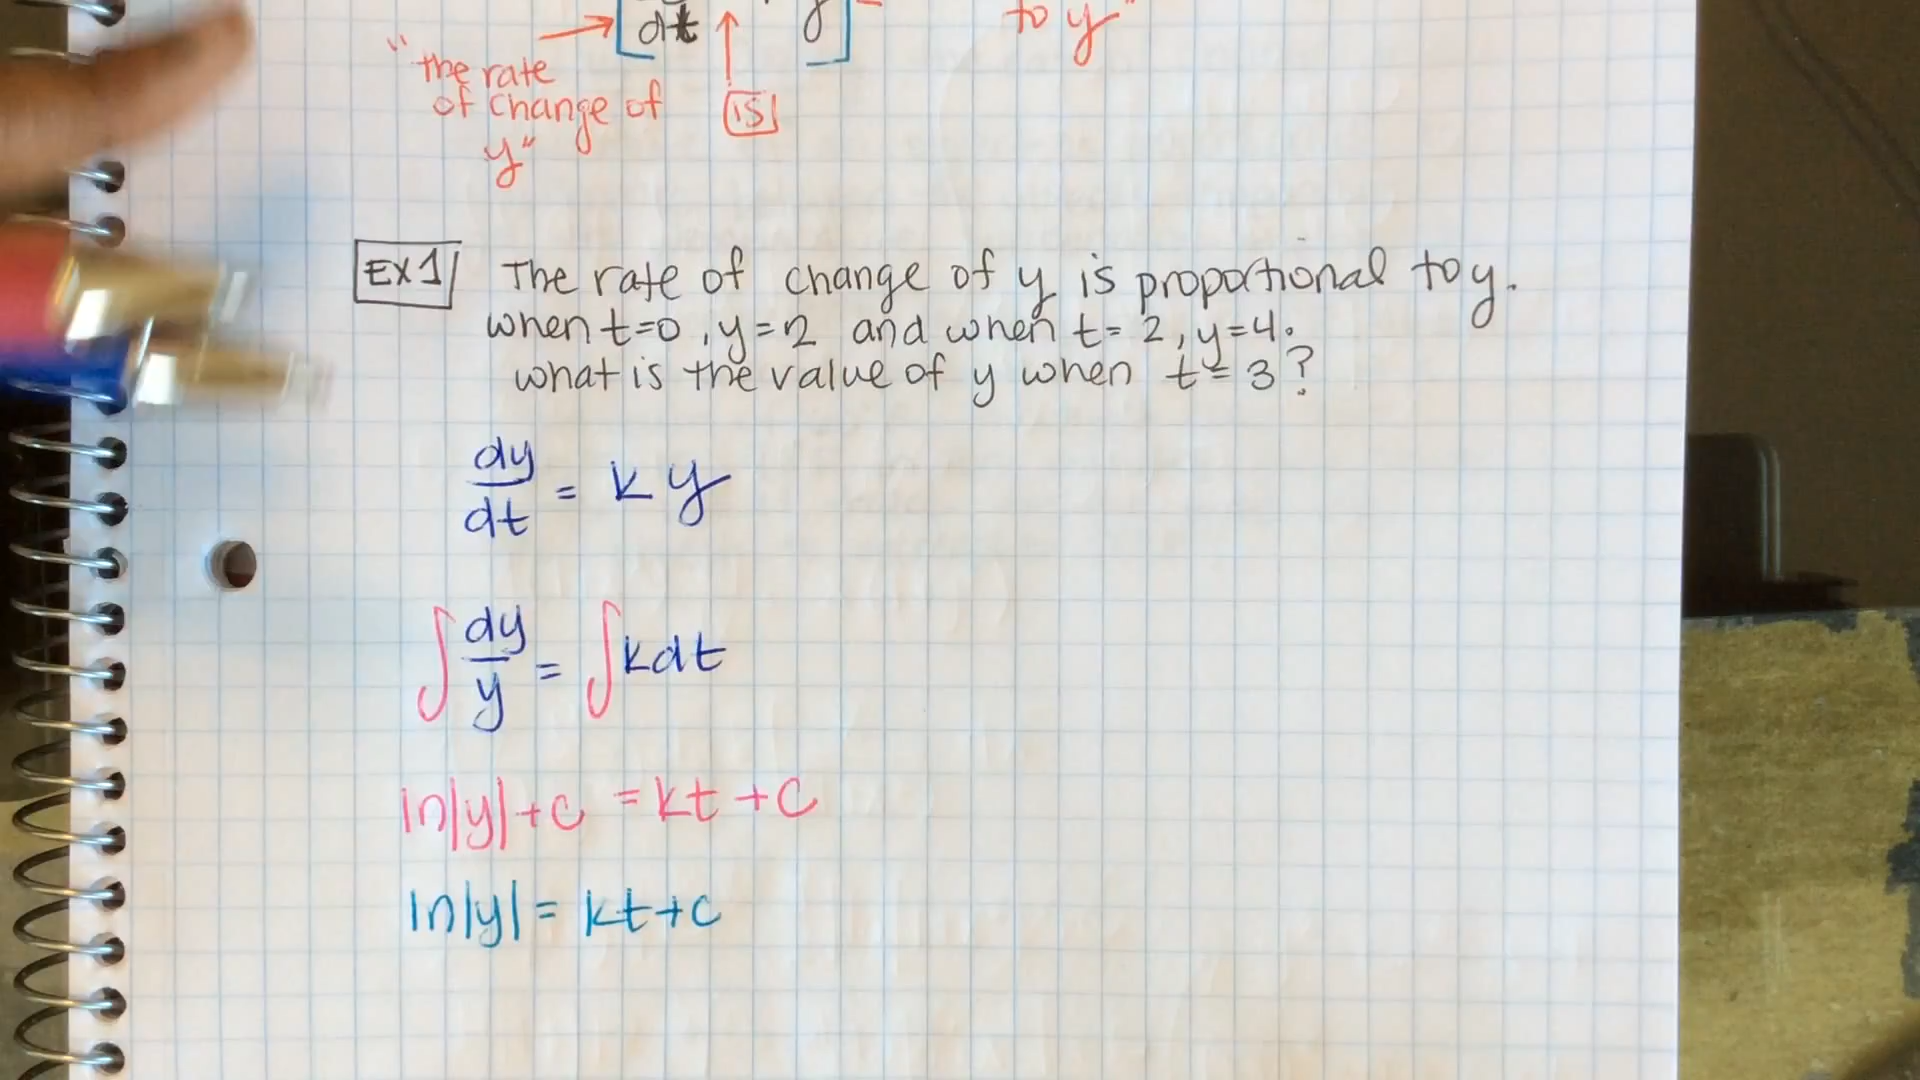 dt y to y"
"the rate
of change of IS
y"
EX1 The rate of change of y is proportional to y.
when t=0, y=2 and when t=2, y=4.
what is the value of y when t=3?
dy/dt = ky
∫dy/y = ∫kdt
ln|y|+c = kt+c
ln|y| = kt+c